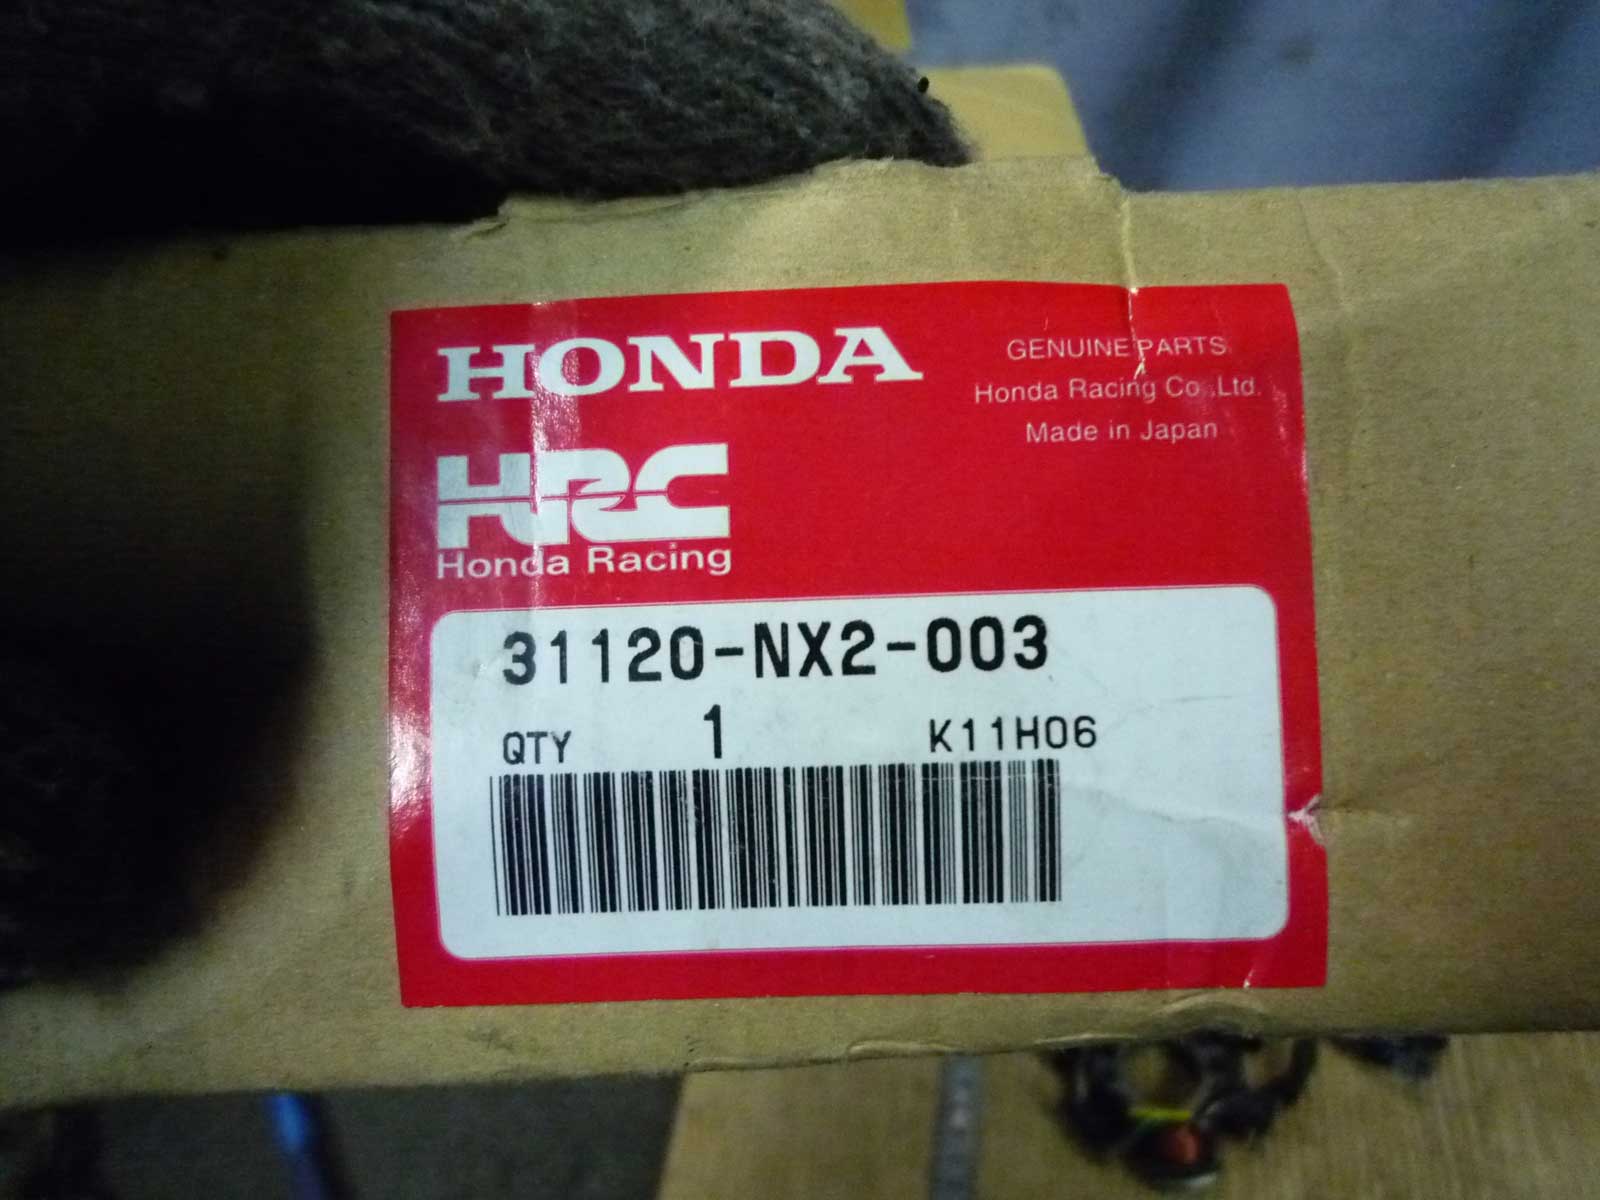 HONDA
GENUINE PARTS
Honda Racing Co.,Ltd.
Made in Japan
HRC
Honda Racing
31120-NX2-003
QTY 1 K11H06